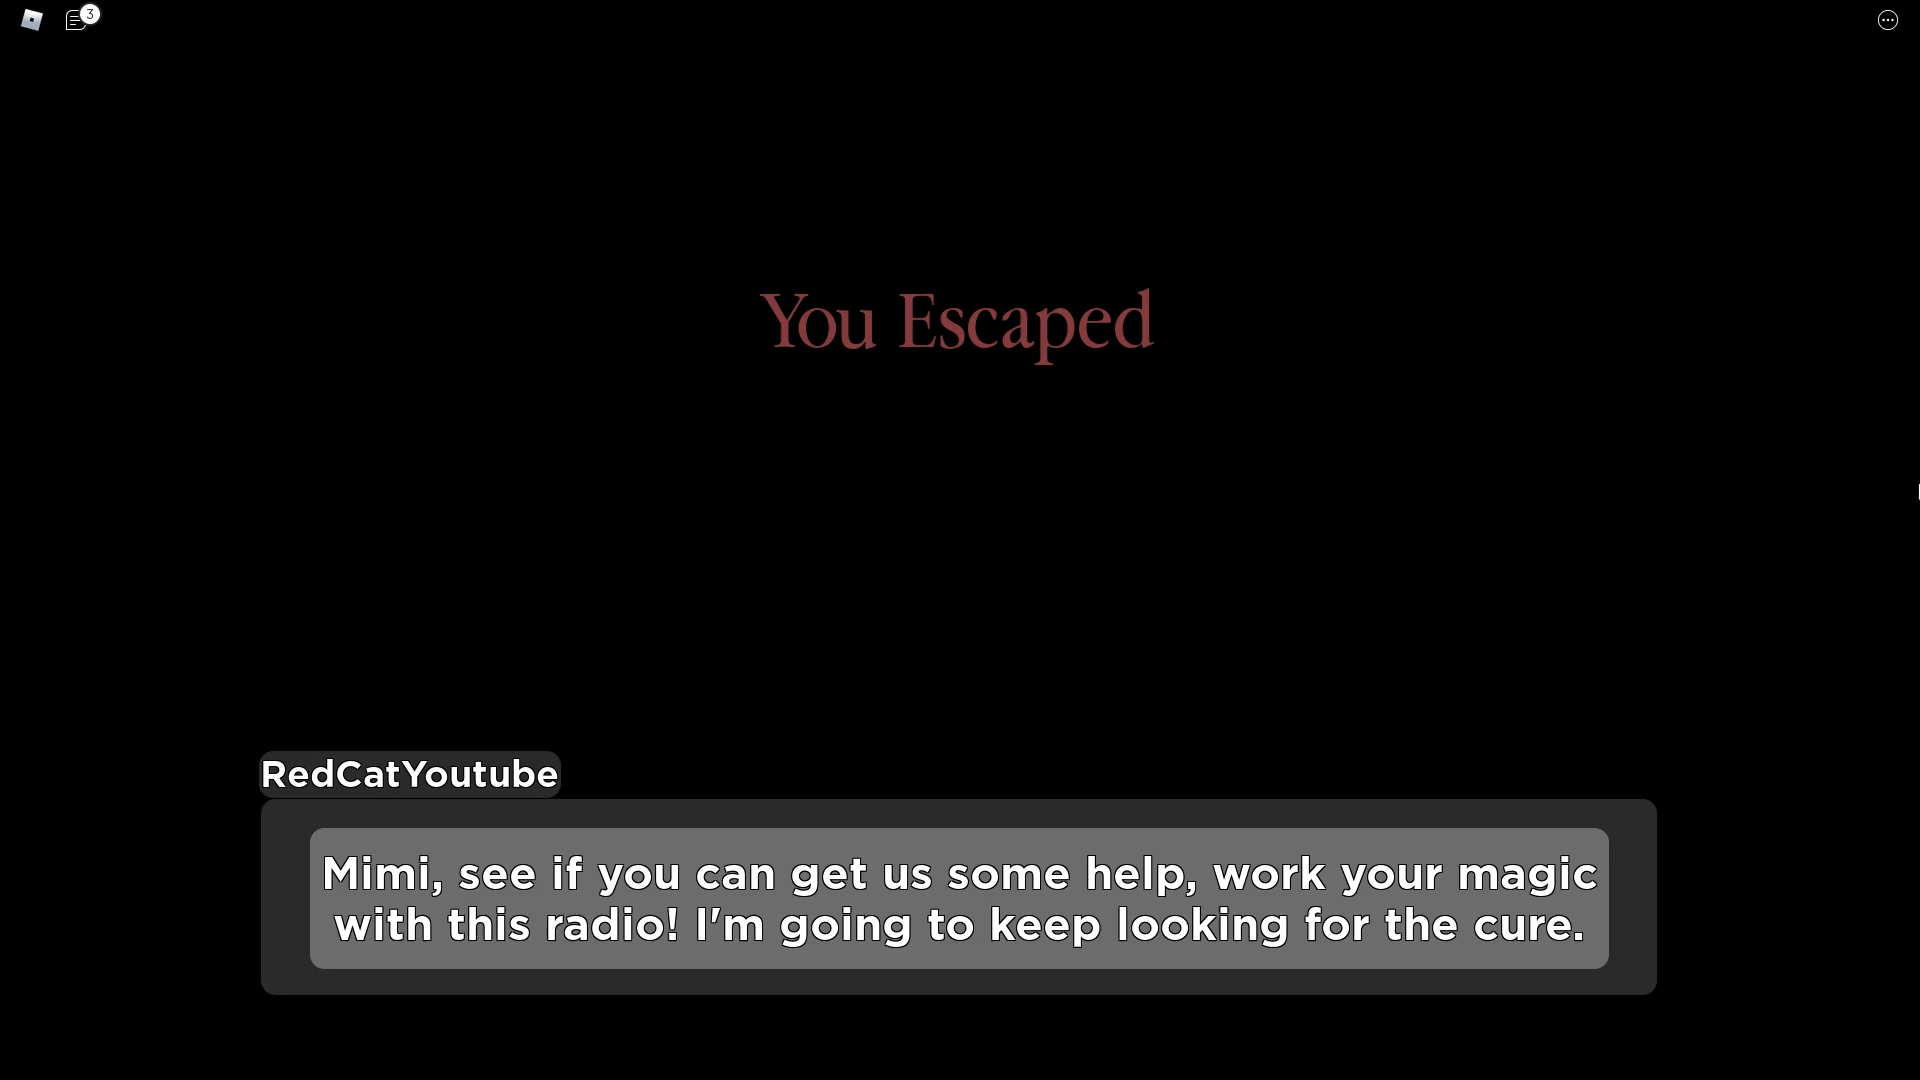 3
You Escaped
RedCatYoutube
Mimi, see if you can get us some help, work your magic
with this radio! I'm going to keep looking for the cure.